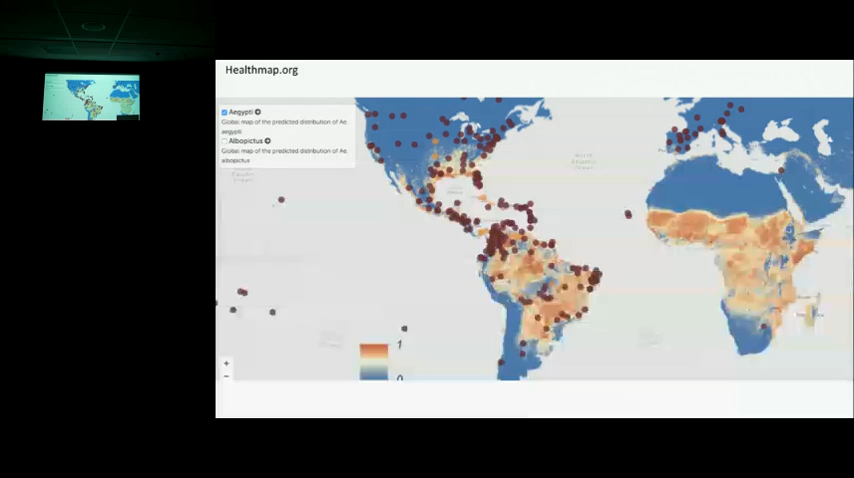 Healthmap.org
Aegypti
Global map of the predicted distribution of Ae.
aegypti
Albopictus
Global map of the predicted distribution of Ae.
albopictus
North
Atlantic
Ocean
1
0
+
−